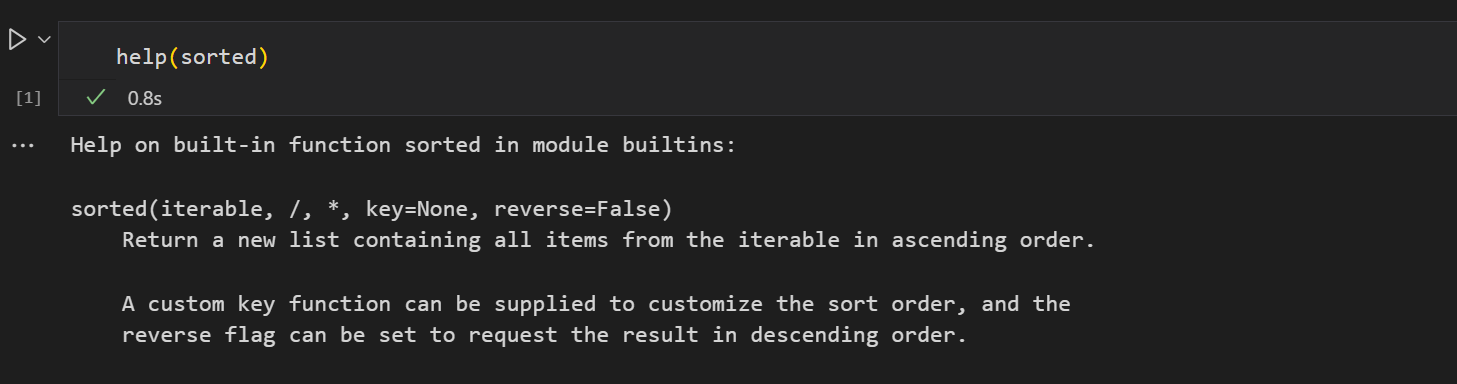 help(sorted)
[1]
0.8s
Help on built-in function sorted in module builtins:
sorted(iterable, /, *, key=None, reverse=False)
Return a new list containing all items from the iterable in ascending order.
A custom key function can be supplied to customize the sort order, and the
reverse flag can be set to request the result in descending order.